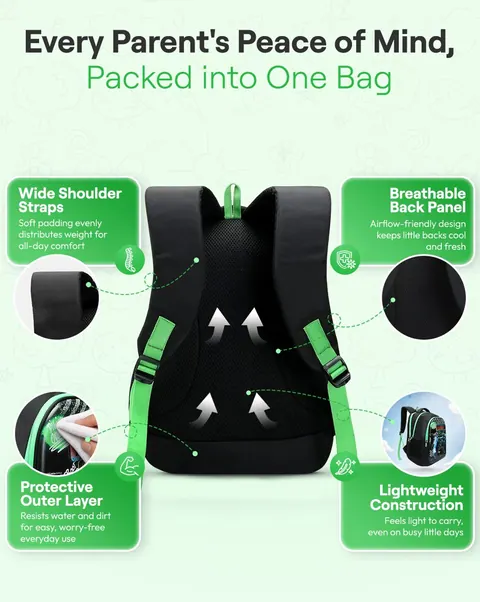 Every Parent's Peace of Mind,
Packed into One Bag
Wide Shoulder
Straps
Soft padding evenly
distributes weight for
all-day comfort
Breathable
Back Panel
Airflow-friendly design
keeps little backs cool
and fresh
Protective
Outer Layer
Resists water and dirt
for easy, worry-free
everyday use
Lightweight
Construction
Feels light to carry,
even on busy little days